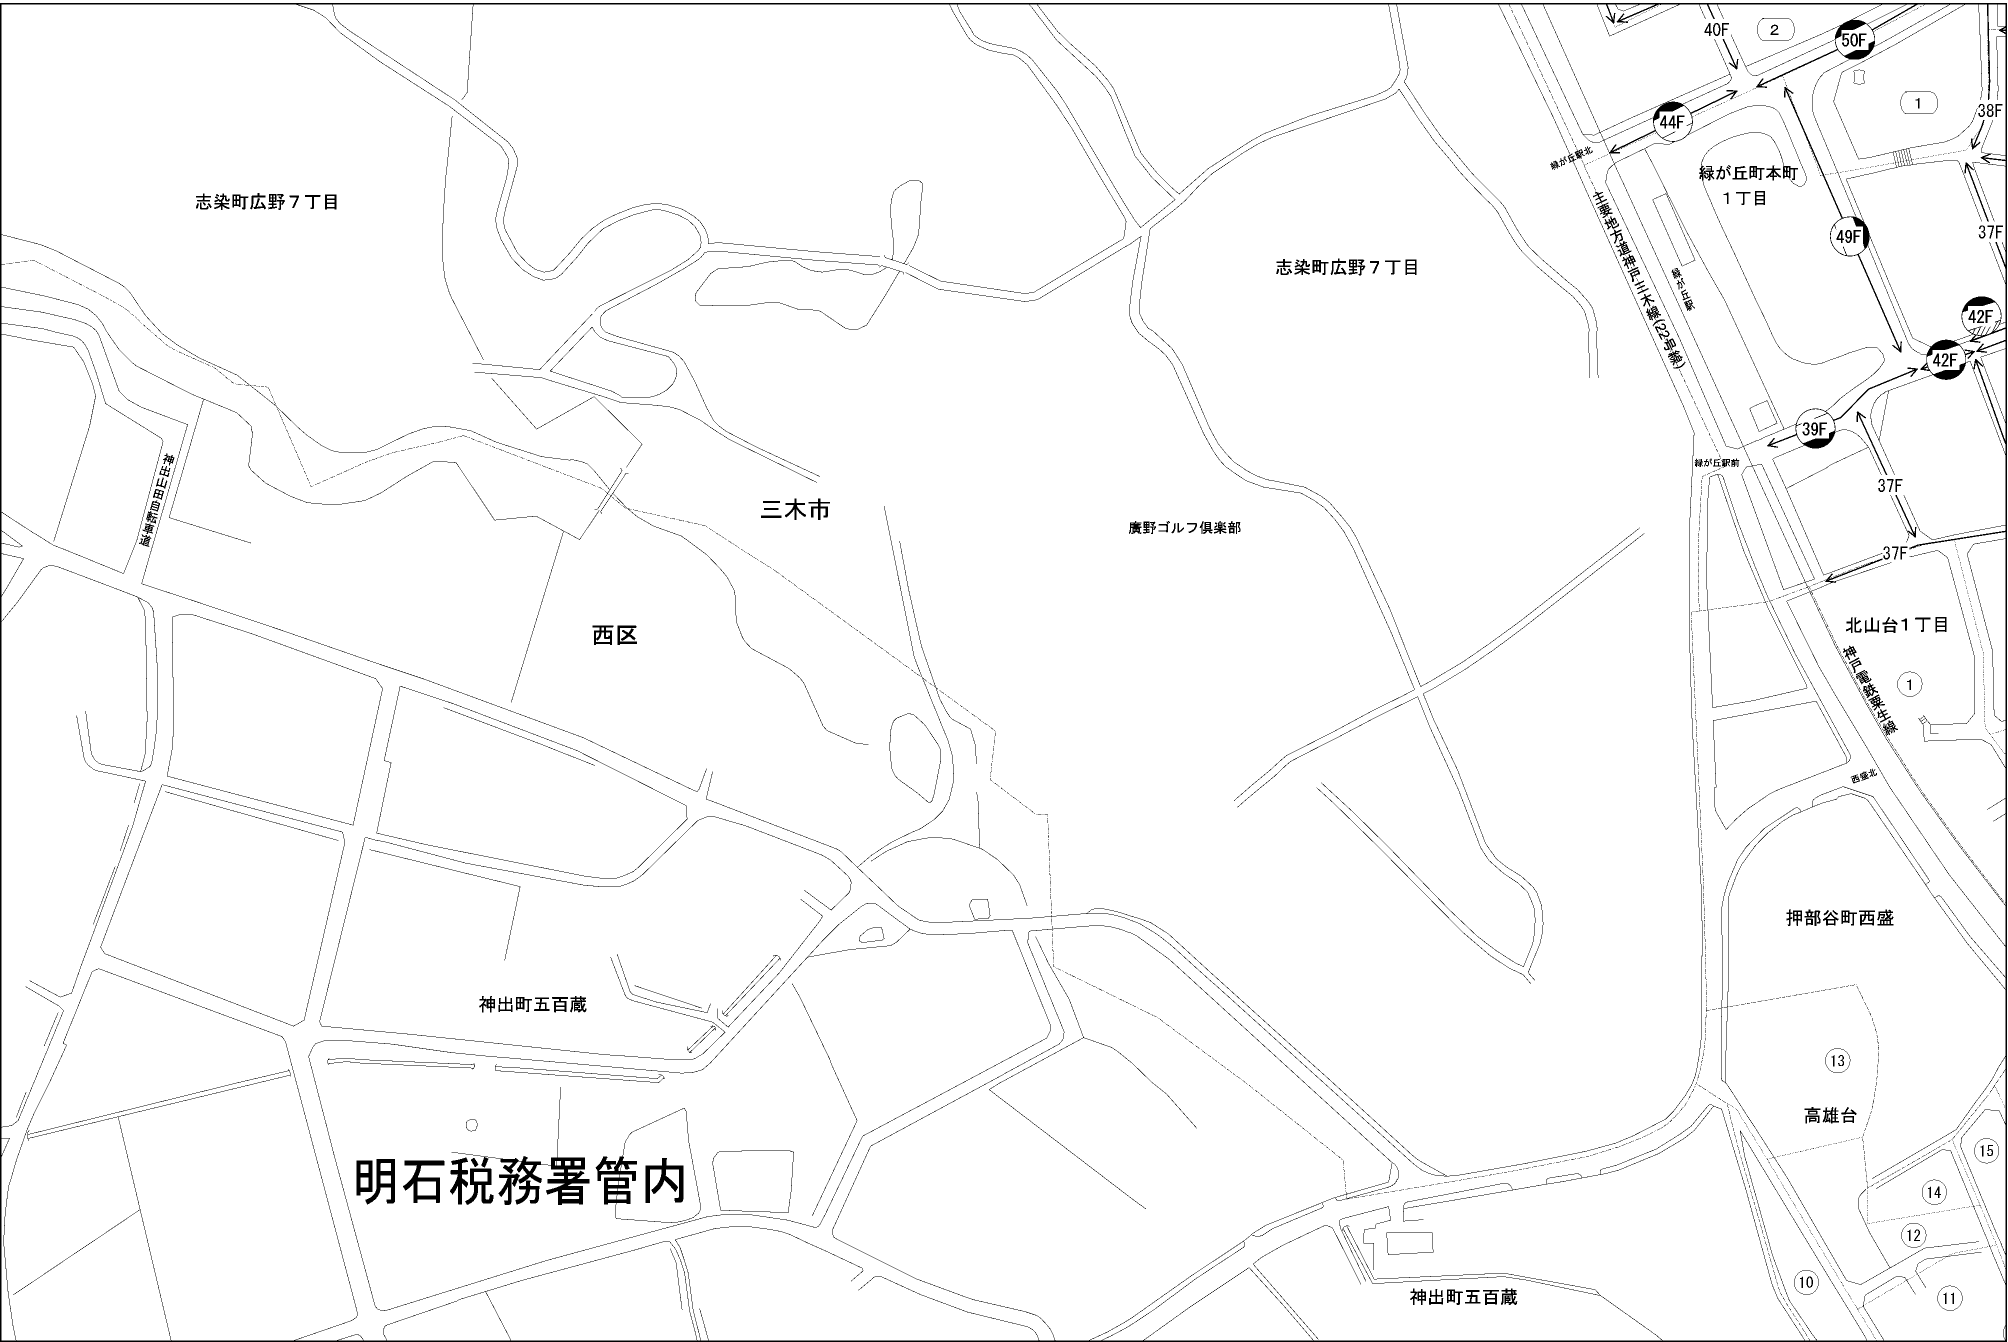 40F
2
50F
1
38F
44F
緑が丘駅北
緑が丘町本町
1丁目
志染町広野７丁目
主要地方道神戸三木線(22号線)
49F
37F
志染町広野７丁目
緑が丘駅
42F
42F
39F
緑が丘駅前
神出山田自転車道
三木市
廣野ゴルフ倶楽部
37F
37F
西区
北山台１丁目
神戸電鉄粟生線
1
西盛北
押部谷町西盛
神出町五百蔵
13
高雄台
15
明石税務署管内
14
12
10
11
神出町五百蔵